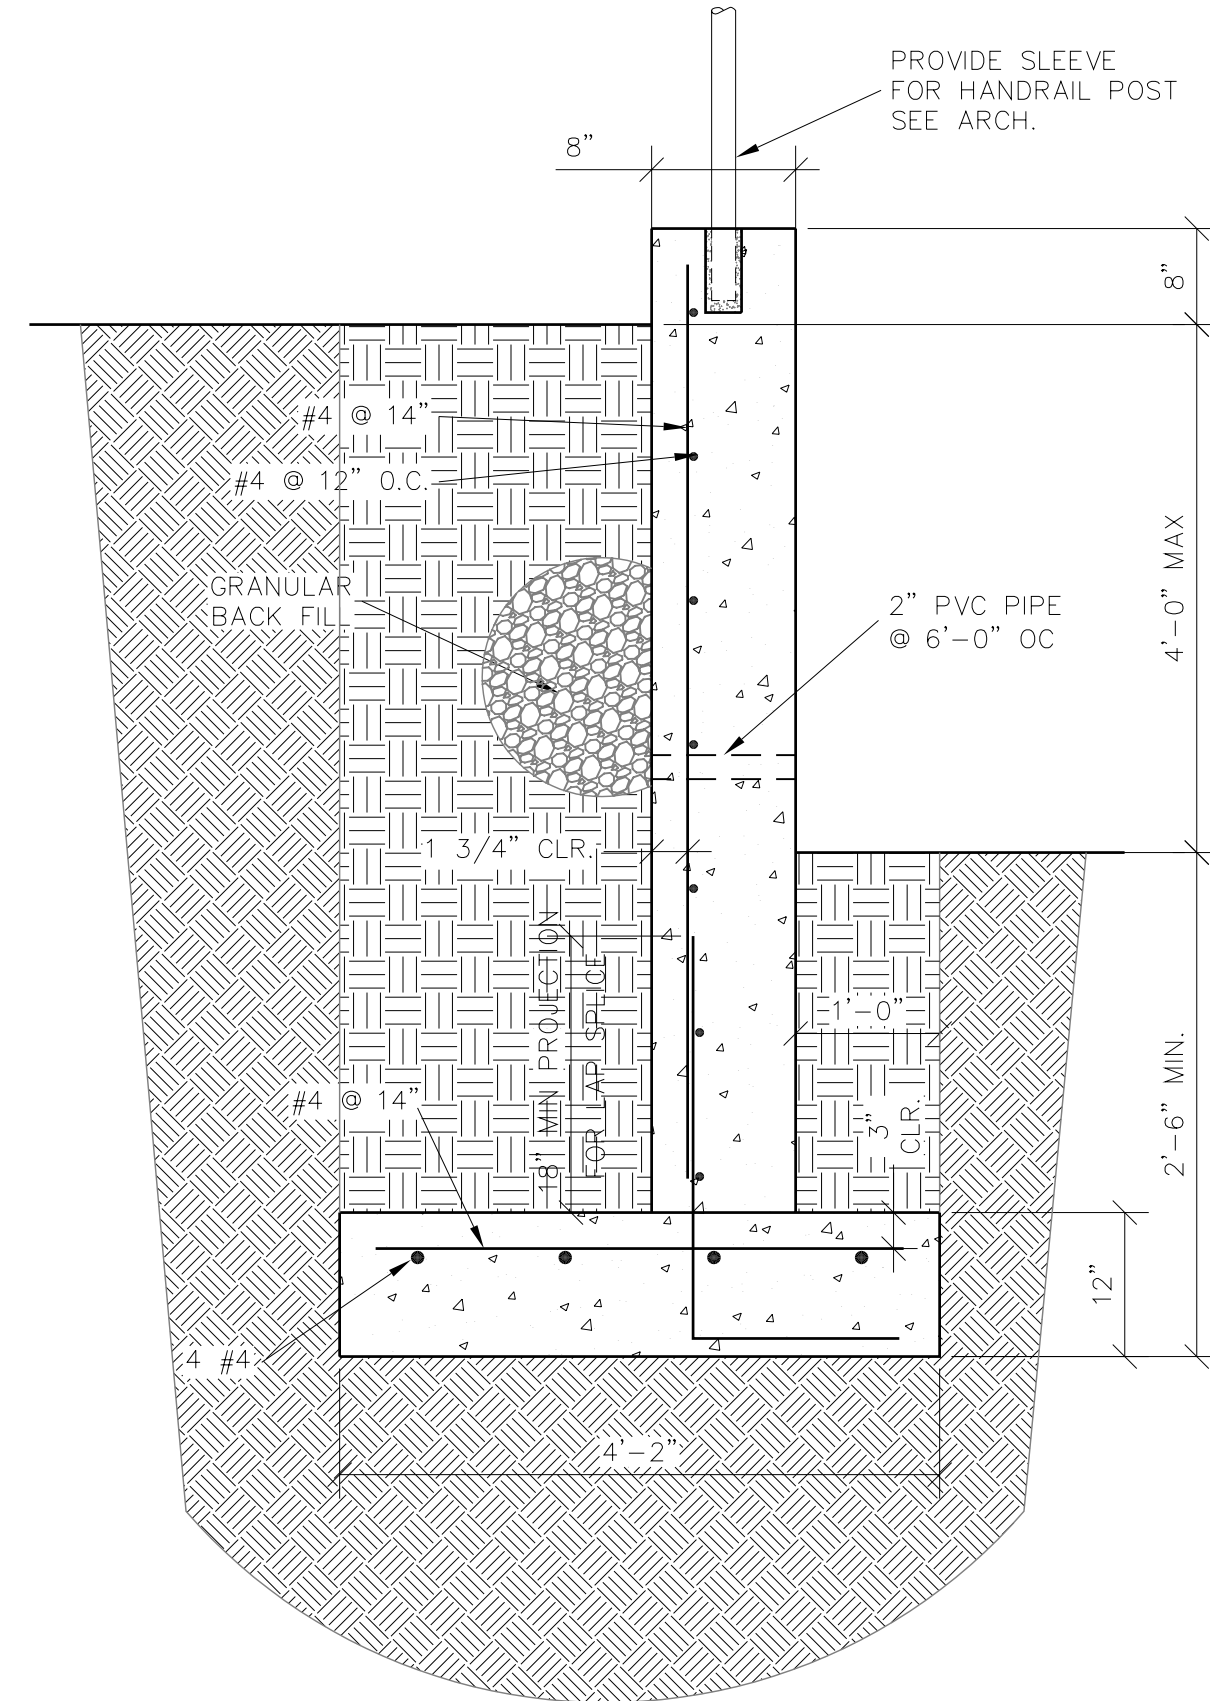 PROVIDE SLEEVE
FOR HANDRAIL POST
SEE ARCH.
8"
8"
#4 @ 14"
#4 @ 12" O.C.
GRANULAR
BACK FILL
2" PVC PIPE
@ 6'-0" OC
4'-0" MAX
1 3/4" CLR.
18" MIN PROJECTION
FOR LAP SPLICE
1'-0"
#4 @ 14"
3"
CLR.
2'-6" MIN.
12"
4 #4
4'-2"